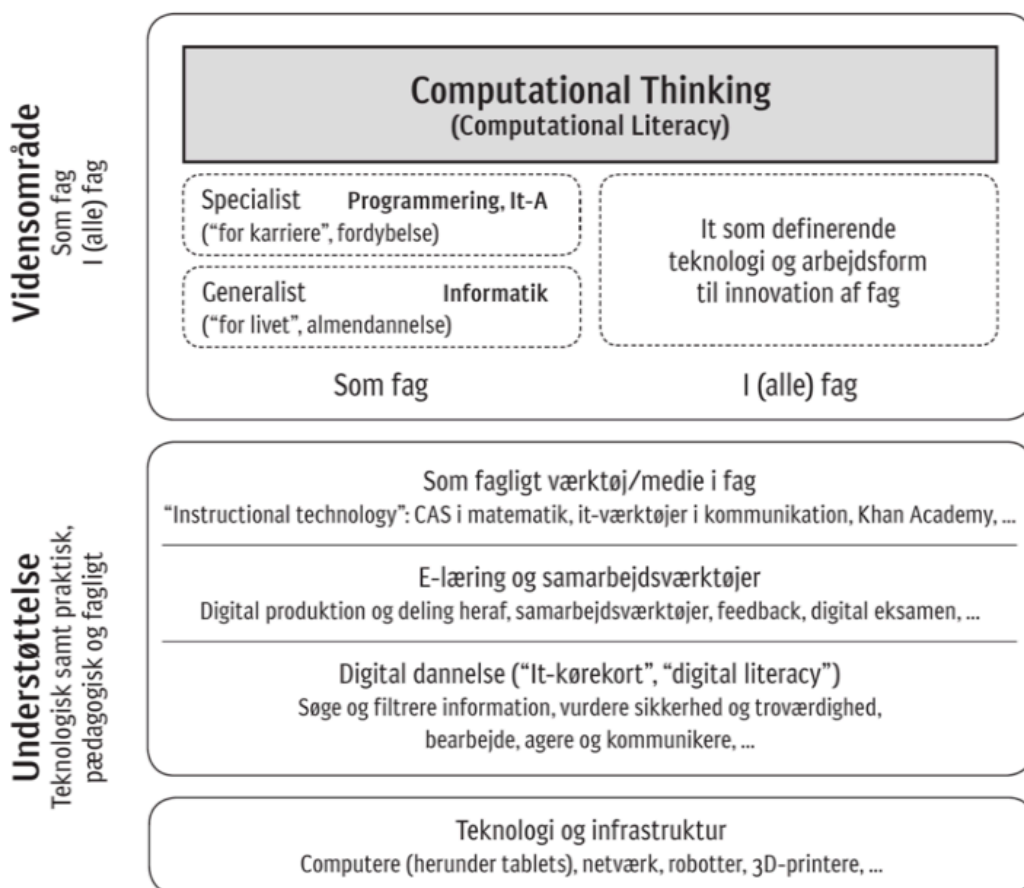 Vidensområde
Som fag
I (alle) fag
Computational Thinking
(Computational Literacy)
Specialist Programmering, It-A
(“for karriere”, fordybelse)
Generalist Informatik
(“for livet”, almendannelse)
Som fag
It som definerende
teknologi og arbejdsform
til innovation af fag
I (alle) fag
Understøttelse
Teknologisk samt praktisk,
pædagogisk og fagligt
Som fagligt værktøj/medie i fag
“Instructional technology”: CAS i matematik, it-værktøjer i kommunikation, Khan Academy, ...
E-læring og samarbejdsværktøjer
Digital produktion og deling heraf, samarbejdsværktøjer, feedback, digital eksamen, ...
Digital dannelse (“It-kørekort”, “digital literacy”)
Søge og filtrere information, vurdere sikkerhed og troværdighed,
bearbejde, agere og kommunikere, ...
Teknologi og infrastruktur
Computere (herunder tablets), netværk, robotter, 3D-printere, ...